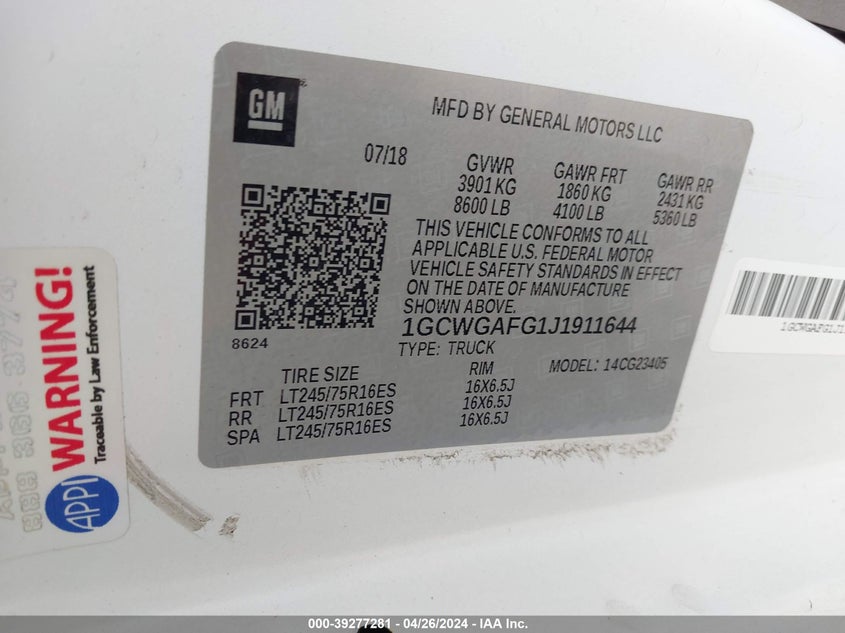 GM
MFD BY GENERAL MOTORS LLC
07/18
GVWR
3901 KG
8600 LB
GAWR FRT
1860 KG
4100 LB
GAWR RR
2431 KG
5360 LB
THIS VEHICLE CONFORMS TO ALL
APPLICABLE U.S. FEDERAL MOTOR
VEHICLE SAFETY STANDARDS IN EFFECT
ON THE DATE OF MANUFACTURE
SHOWN ABOVE.
1GCWGAFG1J1911644
8624
TYPE: TRUCK
MODEL: 14CG23405
TIRE SIZE RIM
FRT LT245/75R16ES 16X6.5J
RR LT245/75R16ES 16X6.5J
SPA LT245/75R16ES 16X6.5J
APPI
WARNING!
Traceable by Law Enforcement
1GCWGAFG1J1
000-39277281 - 04/26/2024 - IAA Inc.